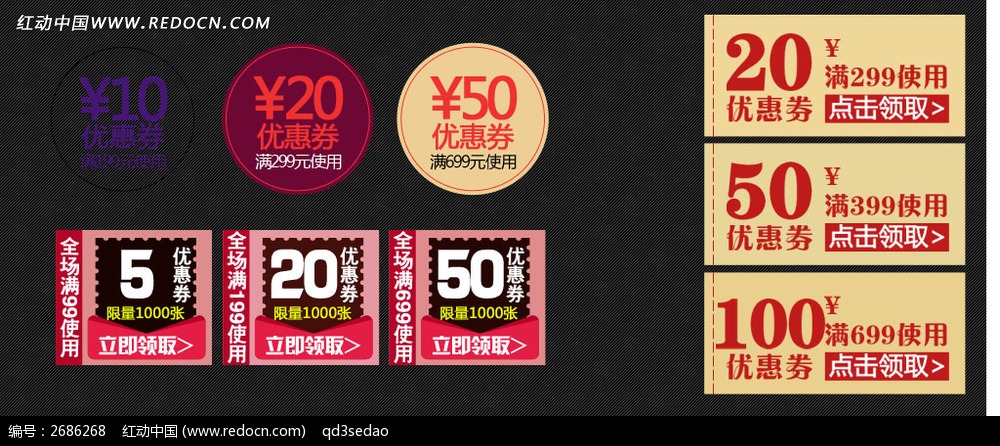 红动中国WWW.REDOCN.COM
¥10
优惠券
满199元使用
¥20
优惠券
满299元使用
¥50
优惠券
满699元使用
全场满99使用
5
优惠券
限量1000张
立即领取>
全场满199使用
20
优惠券
限量1000张
立即领取>
全场满699使用
50
优惠券
限量1000张
立即领取>
20
¥
满299使用
优惠券
点击领取>
50
¥
满399使用
优惠券
点击领取>
100
¥
满699使用
优惠券
点击领取>
编号：2686268 红动中国 (www.redocn.com) qd3sedao